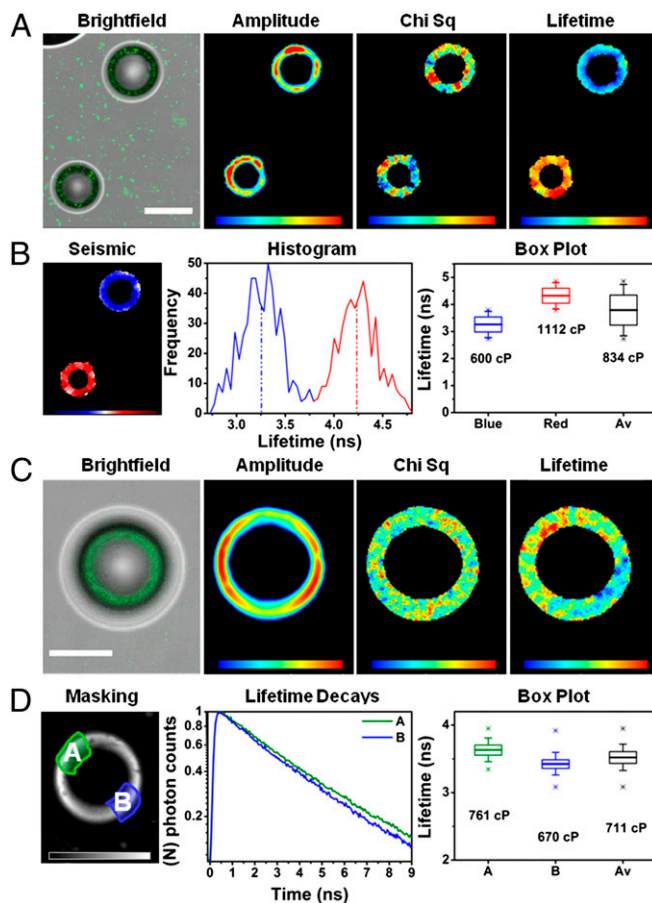 A
Brightfield
Amplitude
Chi Sq
Lifetime
B
Seismic
Histogram
Box Plot
Frequency
50
40
30
20
10
0
3.0
3.5
4.0
4.5
Lifetime (ns)
Lifetime (ns)
5
4
3
2
1
0
600 cP
1112 cP
834 cP
Blue
Red
Av
C
Brightfield
Amplitude
Chi Sq
Lifetime
D
Masking
Lifetime Decays
Box Plot
A
B
(N) photon counts
1
0.8
0.6
0.4
0.2
A
B
0 1 2 3 4 5 6 7 8 9
Time (ns)
Lifetime (ns)
4
3
2
761 cP
670 cP
711 cP
A
B
Av